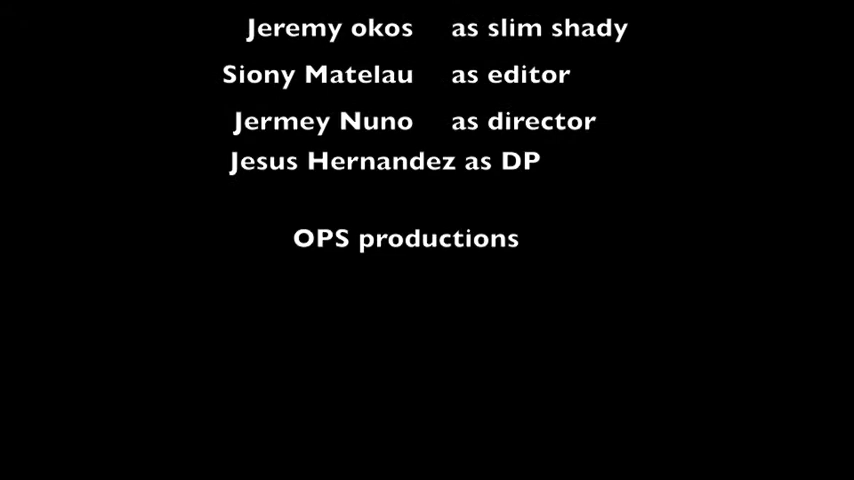 Jeremy okos as slim shady
Siony Matelau as editor
Jermey Nuno as director
Jesus Hernandez as DP
OPS productions